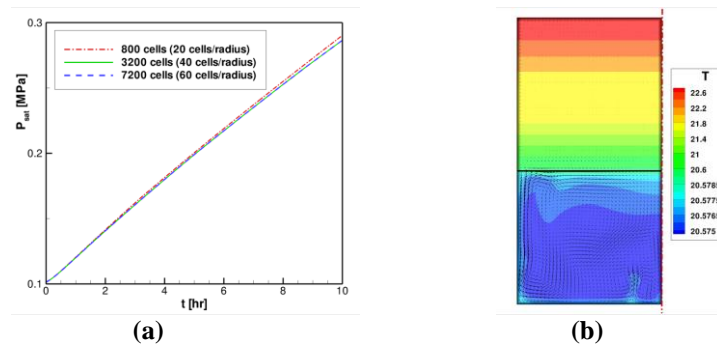 0.3
800 cells (20 cells/radius)
3200 cells (40 cells/radius)
7200 cells (60 cells/radius)
P_sat [MPa]
0.2
0.1
0 2 4 6 8 10
t [hr]
(a)
T
22.6
22.2
21.8
21.4
21
20.6
20.5785
20.5775
20.5765
20.575
(b)